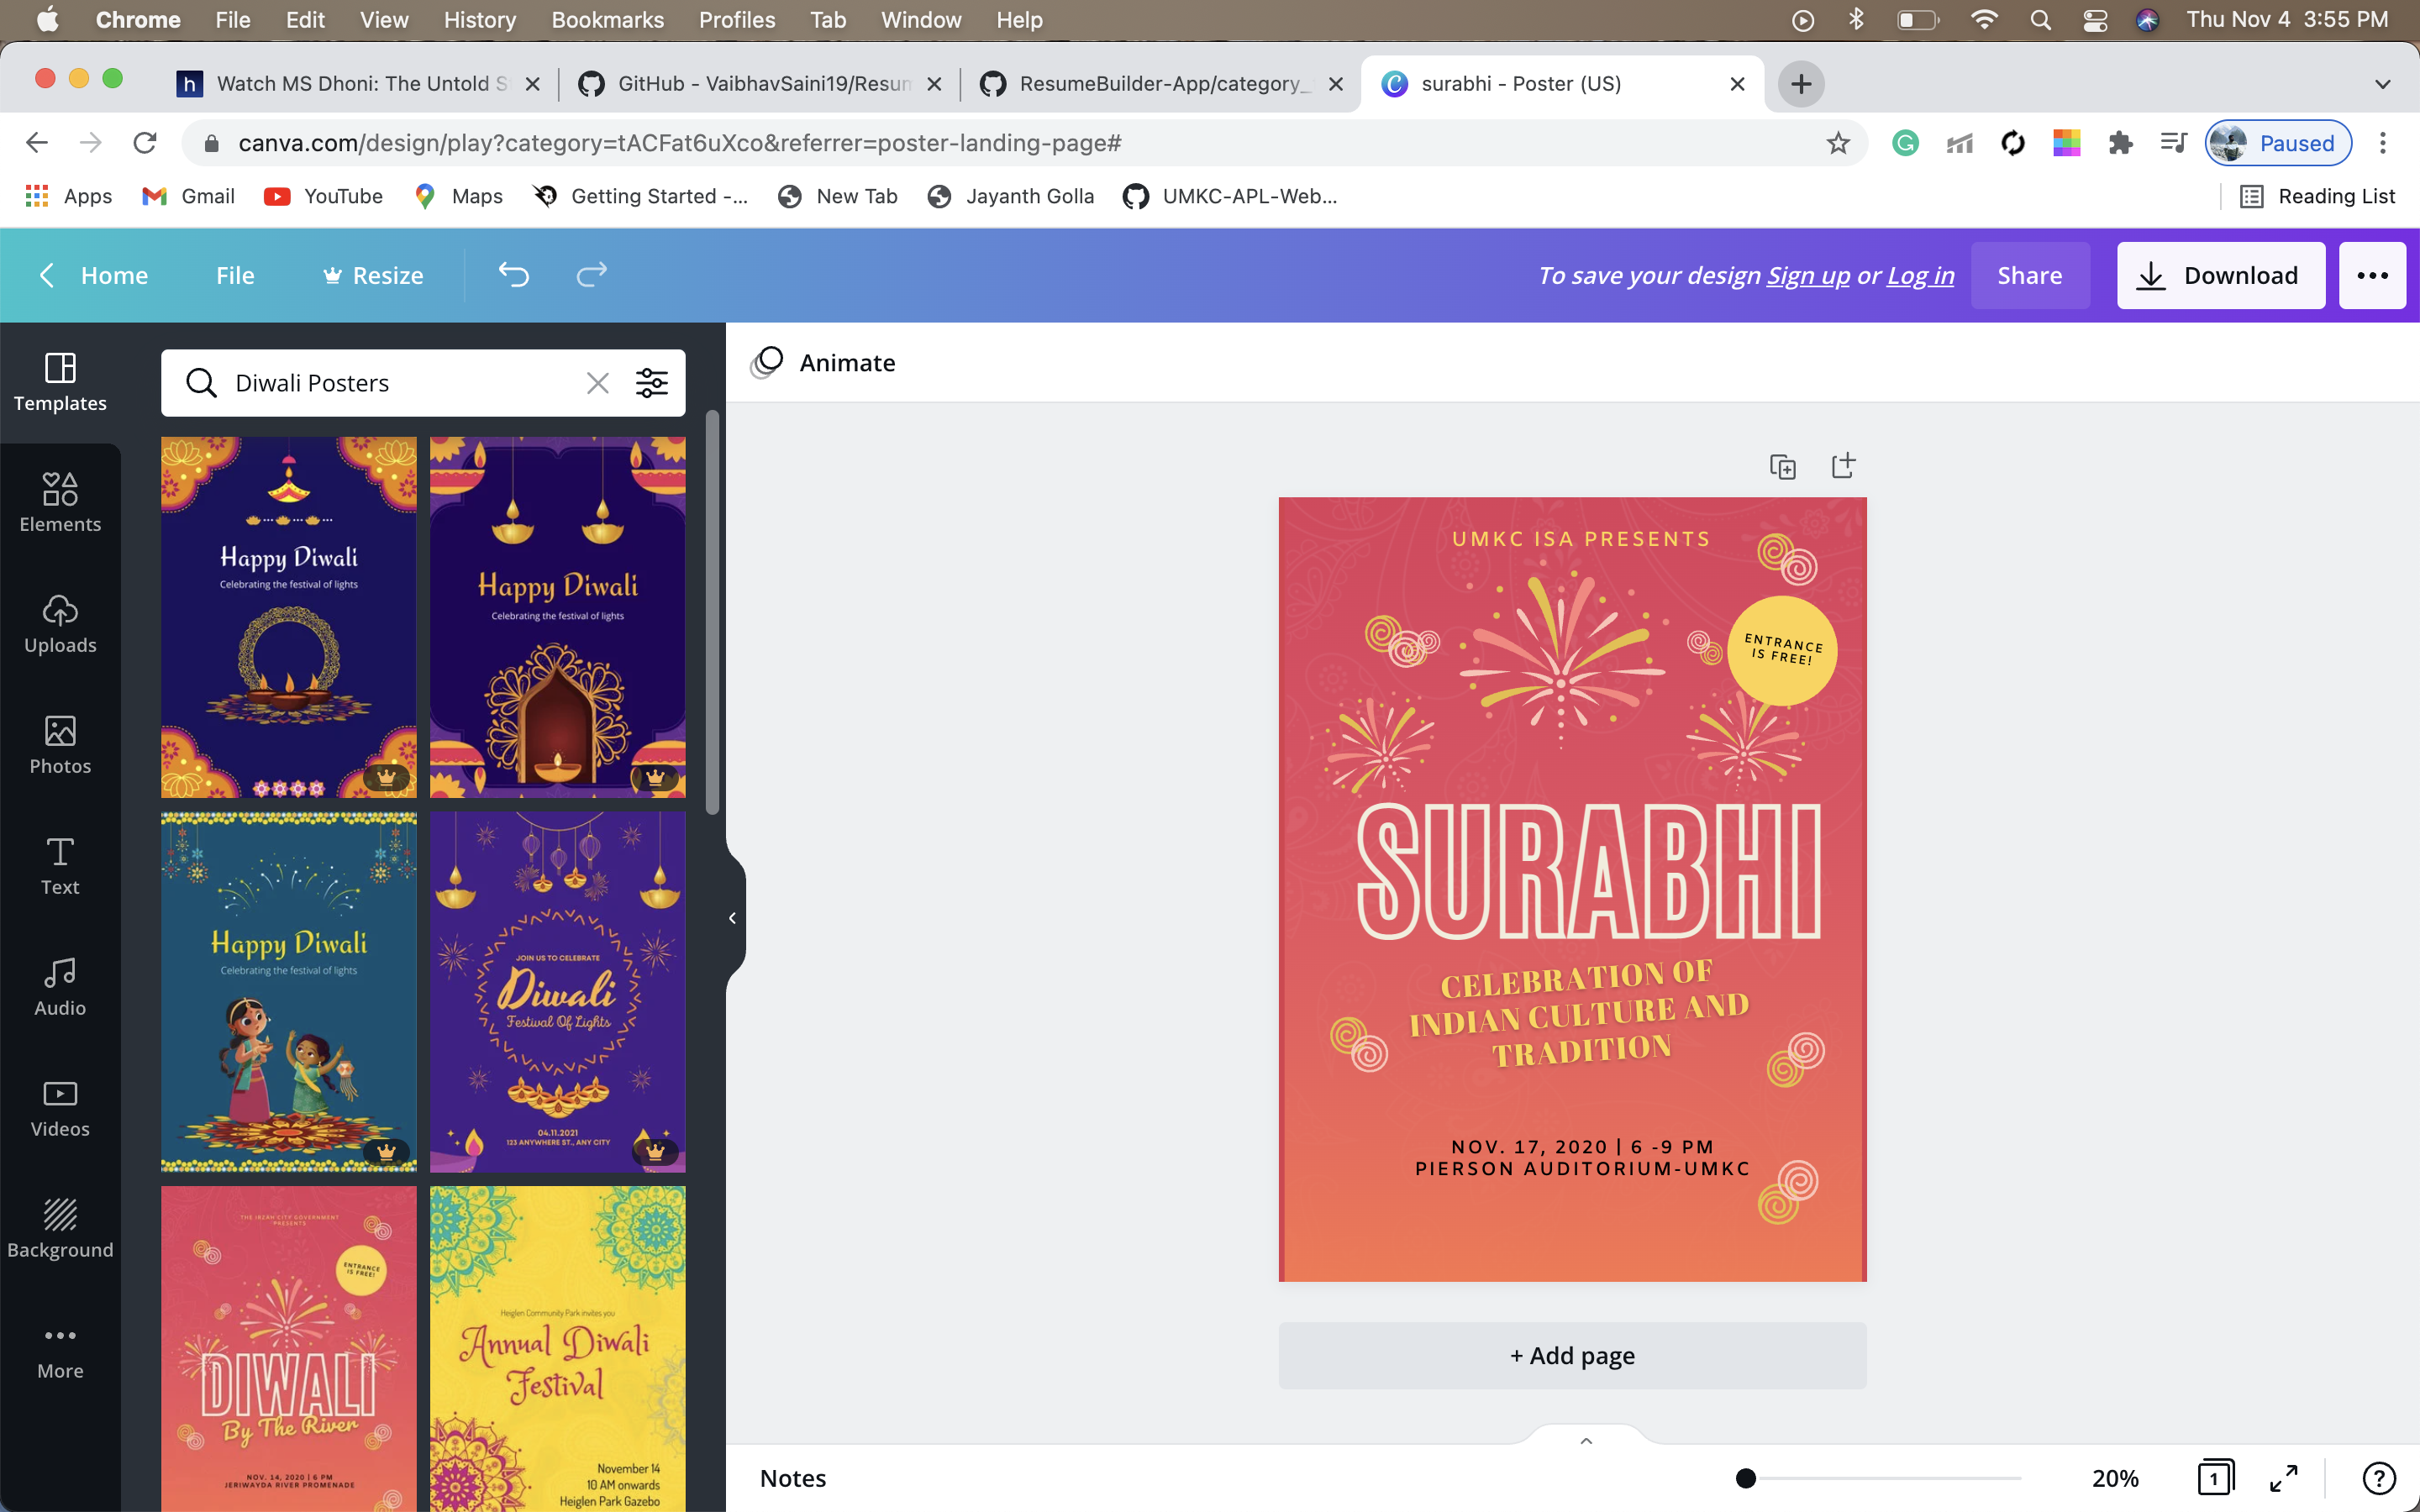 Chrome File Edit View History Bookmarks Profiles Tab Window Help Thu Nov 4 3:55 PM
Watch MS Dhoni: The Untold S GitHub - VaibhavSaini19/Resum ResumeBuilder-App/category_ surabhi - Poster (US)
canva.com/design/play?category=tACFat6uXco&referrer=poster-landing-page# Paused
Apps Gmail YouTube Maps Getting Started -... New Tab Jayanth Golla UMKC-APL-Web... Reading List
Home File Resize To save your design Sign up or Log in Share Download
Templates
Elements
Uploads
Photos
Text
Audio
Videos
Background
More
Diwali Posters
Happy Diwali
Celebrating the festival of lights
Happy Diwali
Celebrating the festival of lights
Happy Diwali
Celebrating the festival of lights
JOIN US TO CELEBRATE
Diwali
Festival Of Lights
04.11.2021
123 ANYWHERE ST., ANY CITY
PRESENTS
ENTRANCE
IS FREE!
DIWALI
By The River
NOV. 14, 2020 | 6 PM
JERIWAYDA RIVER PROMENADE
Heiglen Community Park invites you
Annual Diwali
Festival
November 14
10 AM onwards
Heiglen Park Gazebo
Animate
UMKC ISA PRESENTS
ENTRANCE
IS FREE!
SURABHI
CELEBRATION OF
INDIAN CULTURE AND
TRADITION
NOV. 17, 2020 | 6 -9 PM
PIERSON AUDITORIUM-UMKC
+ Add page
Notes 20% 1 ?